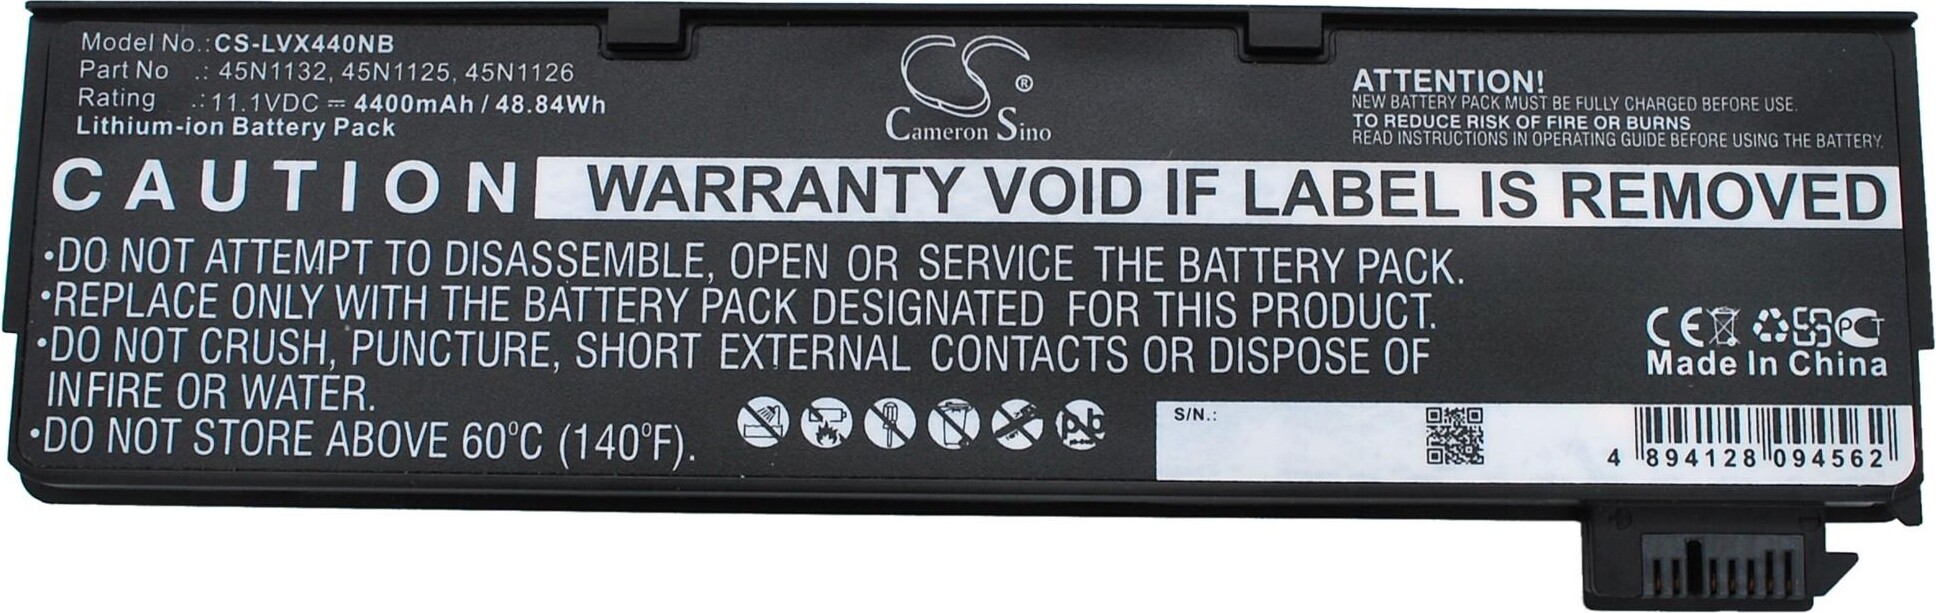 Model No.:CS-LVX440NB
Part No .: 45N1132, 45N1125, 45N1126
Rating .: 11.1VDC ⎓ 4400mAh / 48.84Wh
Lithium-ion Battery Pack
CS ®
Cameron Sino
ATTENTION!
NEW BATTERY PACK MUST BE FULLY CHARGED BEFORE USE.
TO REDUCE RISK OF FIRE OR BURNS
READ INSTRUCTIONS IN OPERATING GUIDE BEFORE USING THE BATTERY.
CAUTION WARRANTY VOID IF LABEL IS REMOVED
•DO NOT ATTEMPT TO DISASSEMBLE, OPEN OR SERVICE THE BATTERY PACK.
•REPLACE ONLY WITH THE BATTERY PACK DESIGNATED FOR THIS PRODUCT.
•DO NOT CRUSH, PUNCTURE, SHORT EXTERNAL CONTACTS OR DISPOSE OF
IN FIRE OR WATER.
•DO NOT STORE ABOVE 60°C (140°F).
CE PCT
Made In China
pb
S/N.:
4 894128 094562